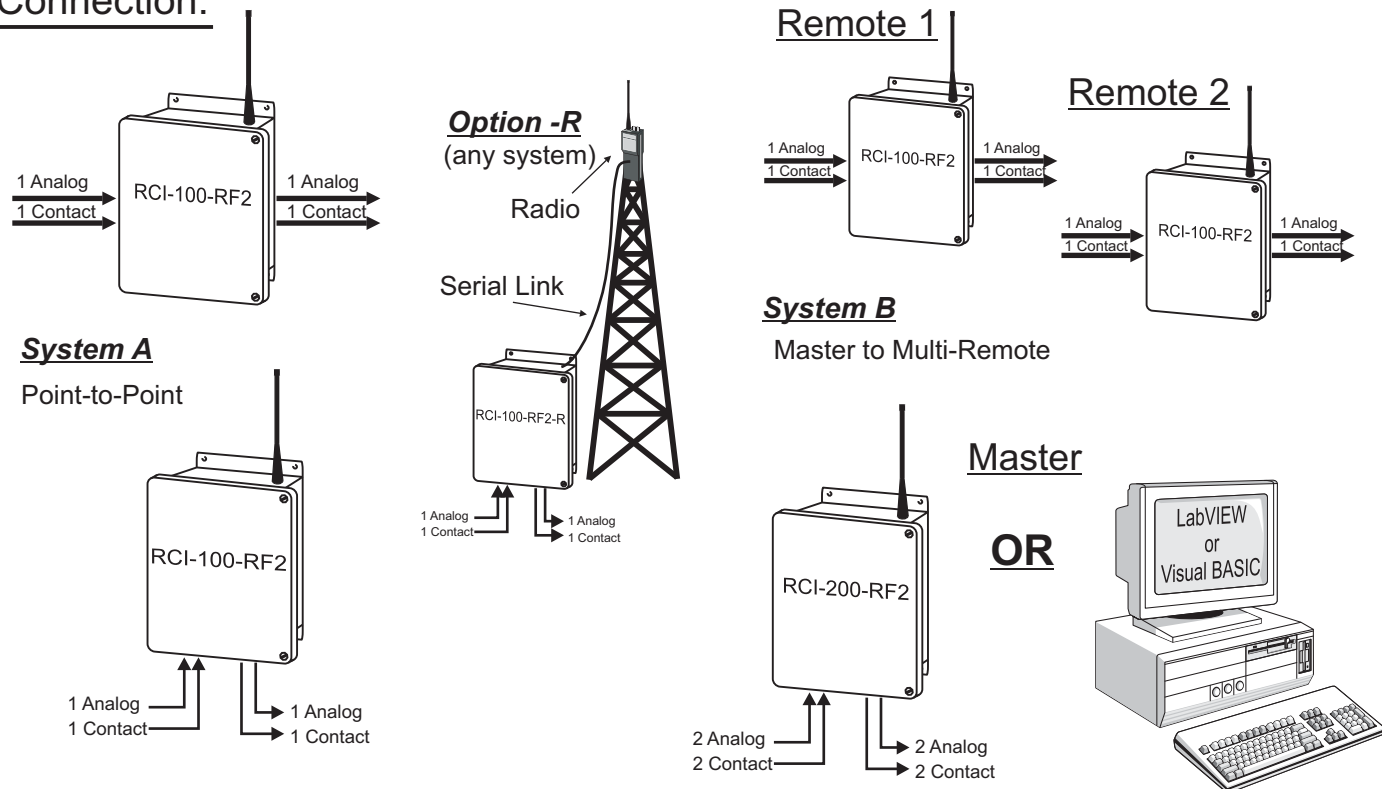 Connection.
1 Analog
1 Contact
RCI-100-RF2
1 Analog
1 Contact
System A
Point-to-Point
RCI-100-RF2
1 Analog
1 Contact
1 Analog
1 Contact
Option -R
(any system)
Radio
Serial Link
RCI-100-RF2-R
1 Analog
1 Contact
1 Analog
1 Contact
Remote 1
1 Analog
1 Contact
RCI-100-RF2
1 Analog
1 Contact
Remote 2
1 Analog
1 Contact
RCI-100-RF2
1 Analog
1 Contact
System B
Master to Multi-Remote
RCI-200-RF2
2 Analog
2 Contact
2 Analog
2 Contact
Master
OR
LabVIEW
or
Visual BASIC